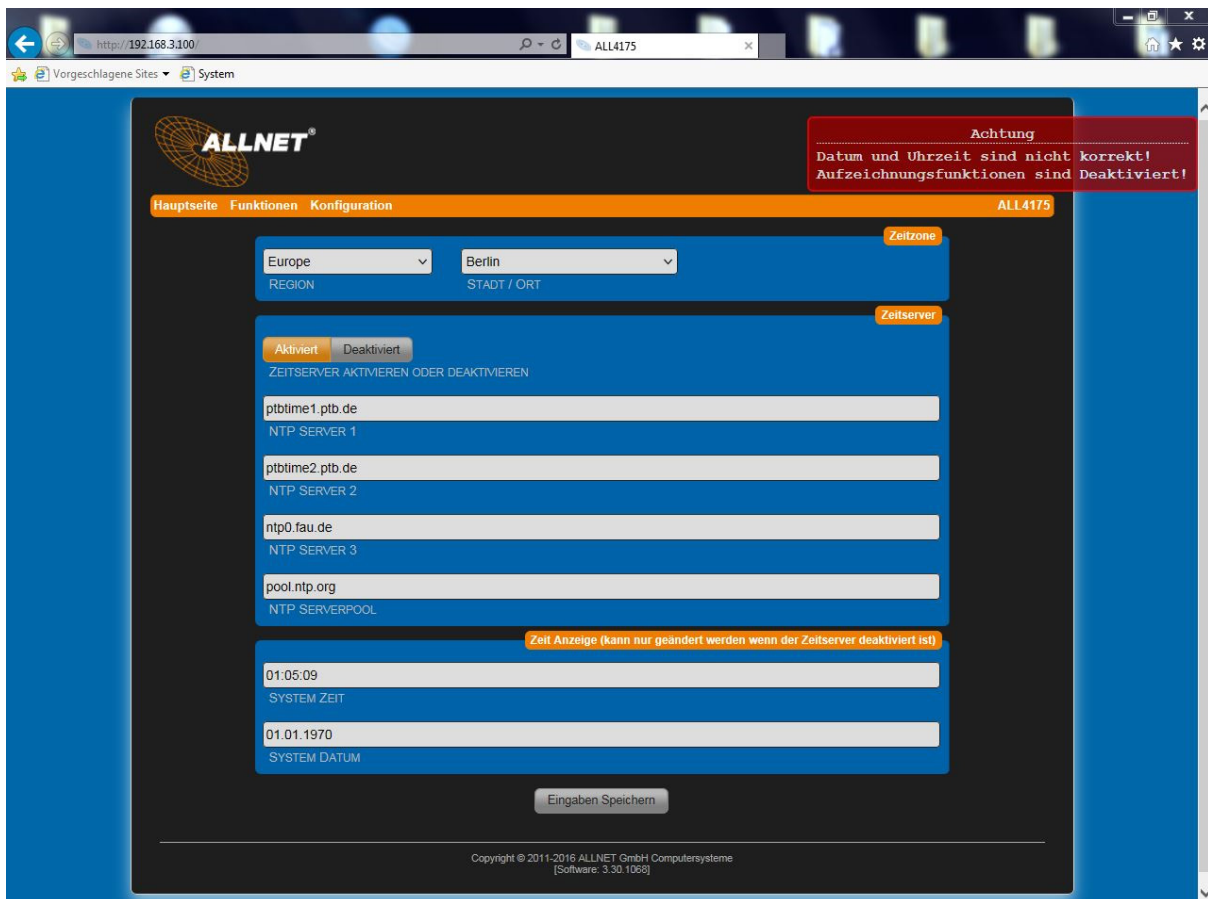 http://192.168.3.100/
ALL4175
Vorgeschlagene Sites
System
ALLNET®
Achtung
Datum und Uhrzeit sind nicht korrekt!
Aufzeichnungsfunktionen sind Deaktiviert!
Hauptseite Funktionen Konfiguration ALL4175
Zeitzone
Europe Berlin
REGION STADT / ORT
Zeitserver
Aktiviert Deaktiviert
ZEITSERVER AKTIVIEREN ODER DEAKTIVIEREN
ptbtime1.ptb.de
NTP SERVER 1
ptbtime2.ptb.de
NTP SERVER 2
ntp0.fau.de
NTP SERVER 3
pool.ntp.org
NTP SERVERPOOL
Zeit Anzeige (kann nur geändert werden wenn der Zeitserver deaktiviert ist)
01:05:09
SYSTEM ZEIT
01.01.1970
SYSTEM DATUM
Eingaben Speichern
Copyright © 2011-2016 ALLNET GmbH Computersysteme
[Software: 3.30.1068]